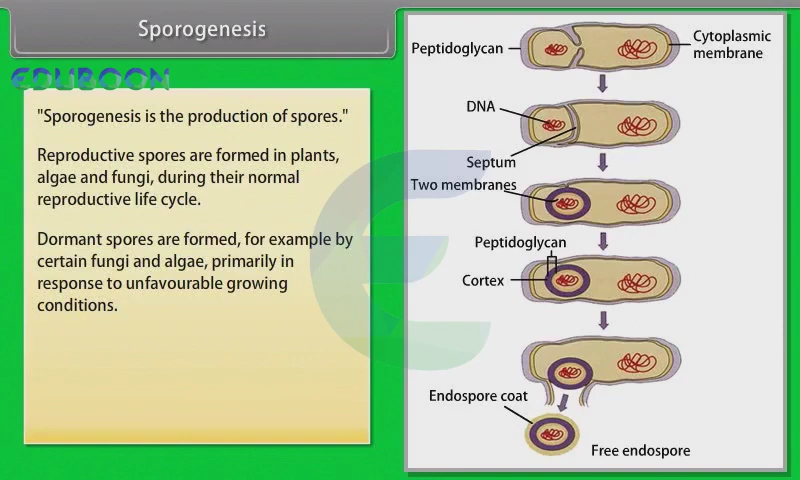 Sporogenesis
EDUBOON
"Sporogenesis is the production of spores."
Reproductive spores are formed in plants,
algae and fungi, during their normal
reproductive life cycle.
Dormant spores are formed, for example by
certain fungi and algae, primarily in
response to unfavourable growing
conditions.
Peptidoglycan
Cytoplasmic
membrane
DNA
Septum
Two membranes
Peptidoglycan
Cortex
Endospore coat
Free endospore